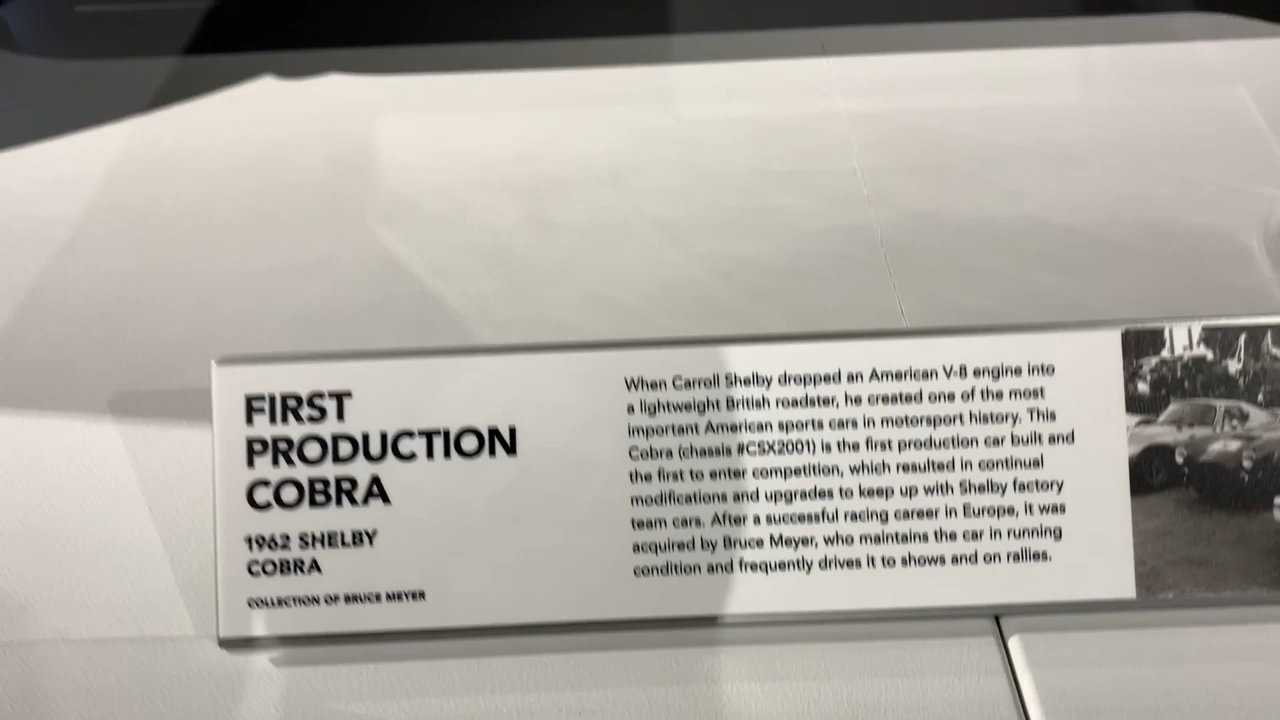 FIRST
PRODUCTION
COBRA
1962 SHELBY
COBRA
COLLECTION OF BRUCE MEYER
When Carroll Shelby dropped an American V-8 engine into
a lightweight British roadster, he created one of the most
important American sports cars in motorsport history. This
Cobra (chassis #CSX2001) is the first production car built and
the first to enter competition, which resulted in continual
modifications and upgrades to keep up with Shelby factory
team cars. After a successful racing career in Europe, it was
acquired by Bruce Meyer, who maintains the car in running
condition and frequently drives it to shows and on rallies.